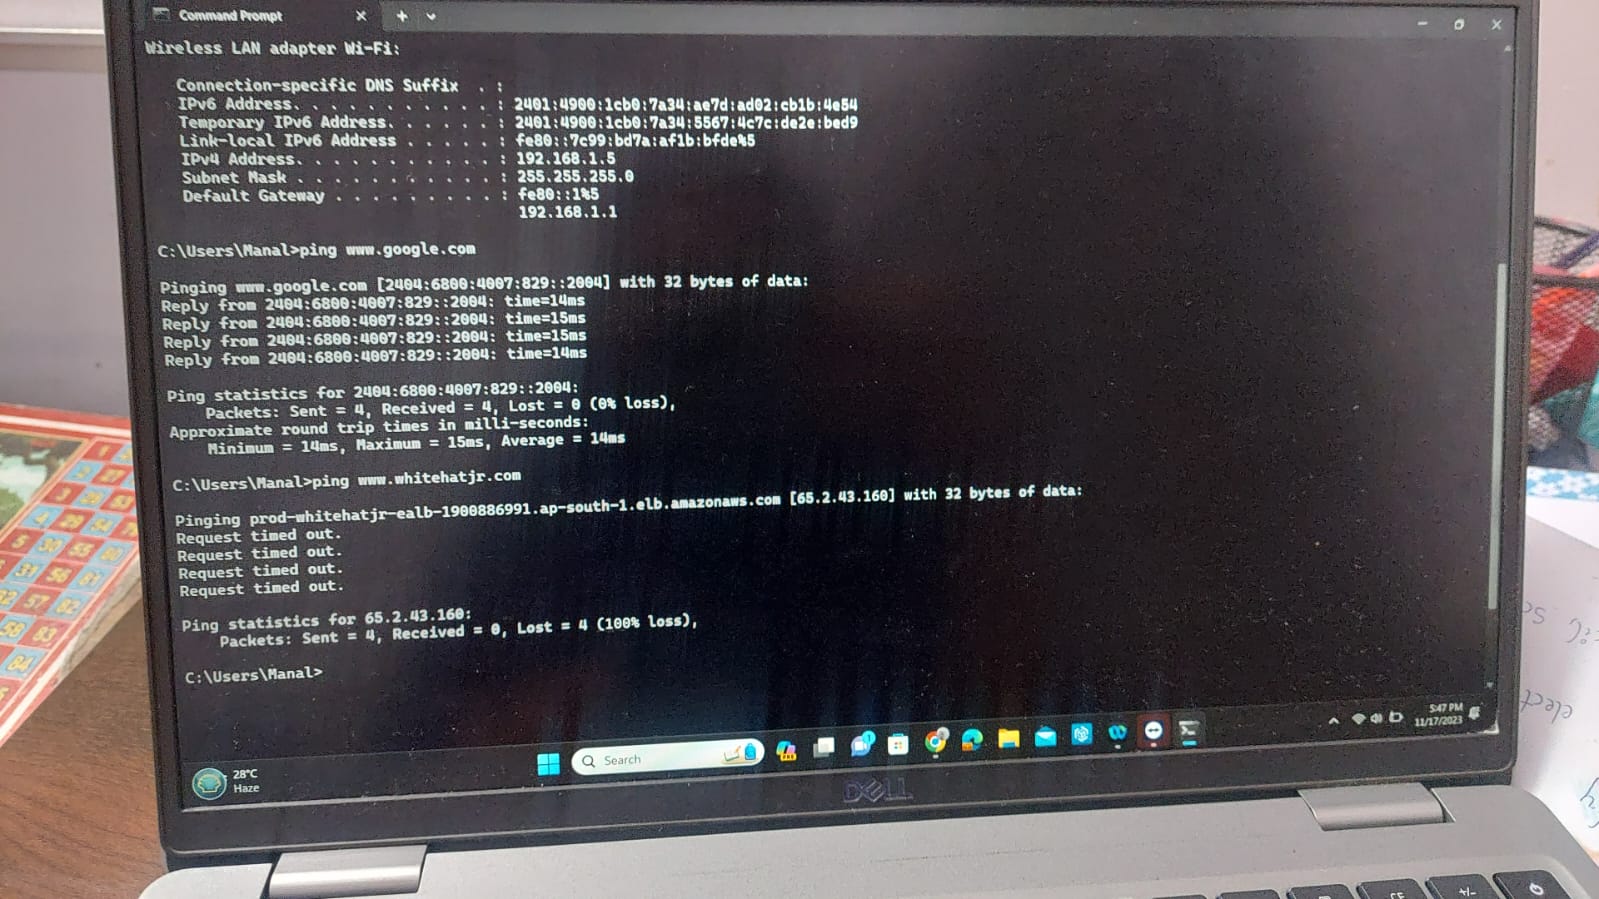 Command Prompt
Wireless LAN adapter Wi-Fi:
Connection-specific DNS Suffix . :
IPv6 Address. . . . . . . . . . . : 2401:4900:1cb0:7a34:ae7d:ad02:cb1b:4e54
Temporary IPv6 Address. . . . . . : 2401:4900:1cb0:7a34:5567:4c7c:de2e:bed9
Link-local IPv6 Address . . . . . : fe80::7c99:bd7a:af1b:bfde%5
IPv4 Address. . . . . . . . . . . : 192.168.1.5
Subnet Mask . . . . . . . . . . . : 255.255.255.0
Default Gateway . . . . . . . . . : fe80::1%5
192.168.1.1
C:\Users\Manal>ping www.google.com
Pinging www.google.com [2404:6800:4007:829::2004] with 32 bytes of data:
Reply from 2404:6800:4007:829::2004: time=14ms
Reply from 2404:6800:4007:829::2004: time=15ms
Reply from 2404:6800:4007:829::2004: time=15ms
Reply from 2404:6800:4007:829::2004: time=14ms
Ping statistics for 2404:6800:4007:829::2004:
Packets: Sent = 4, Received = 4, Lost = 0 (0% loss),
Approximate round trip times in milli-seconds:
Minimum = 14ms, Maximum = 15ms, Average = 14ms
C:\Users\Manal>ping www.whitehatjr.com
Pinging prod-whitehatjr-ealb-1900886991.ap-south-1.elb.amazonaws.com [65.2.43.160] with 32 bytes of data:
Request timed out.
Request timed out.
Request timed out.
Request timed out.
Ping statistics for 65.2.43.160:
Packets: Sent = 4, Received = 0, Lost = 4 (100% loss),
C:\Users\Manal>
28°C
Haze
Search
5:47 PM
11/17/2023
DELL